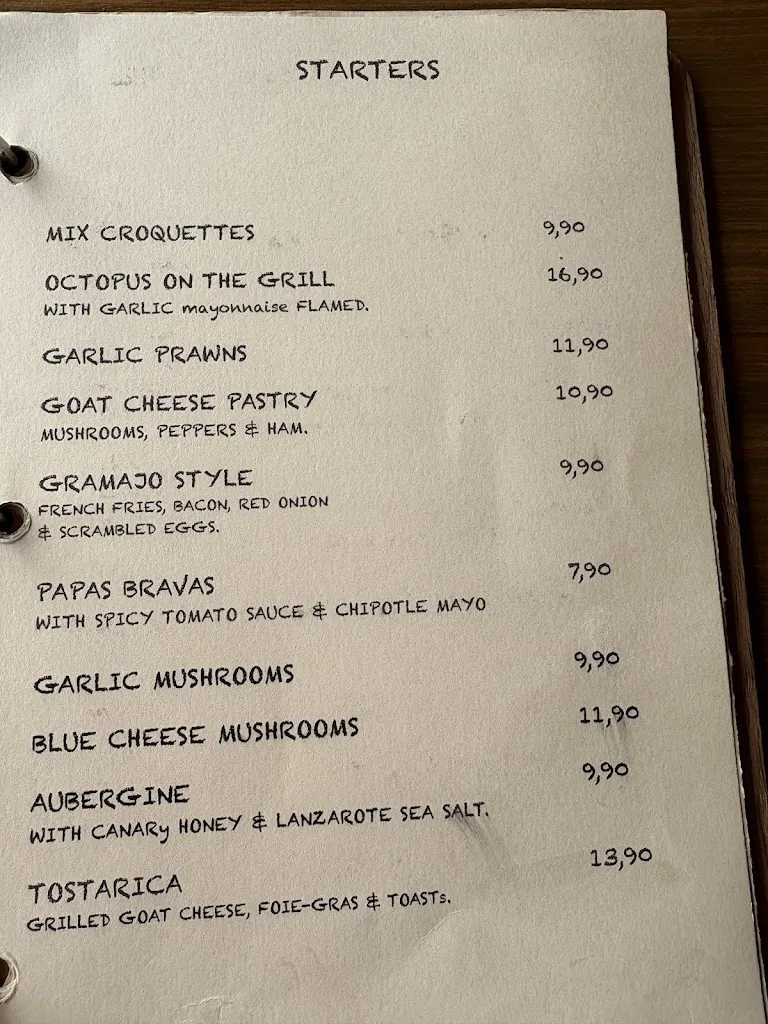 STARTERS
MIX CROQUETTES 9,90
OCTOPUS ON THE GRILL 16,90
WITH GARLIC mayonnaise FLAMED.
GARLIC PRAWNS 11,90
GOAT CHEESE PASTRY 10,90
MUSHROOMS, PEPPERS & HAM.
GRAMAJO STYLE 9,90
FRENCH FRIES, BACON, RED ONION
& SCRAMBLED EGGS.
PAPAS BRAVAS 7,90
WITH SPICY TOMATO SAUCE & CHIPOTLE MAYO
GARLIC MUSHROOMS 9,90
BLUE CHEESE MUSHROOMS 11,90
AUBERGINE 9,90
WITH CANARy HONEY & LANZAROTE SEA SALT.
TOSTARICA 13,90
GRILLED GOAT CHEESE, FOIE-GRAS & TOASTs.